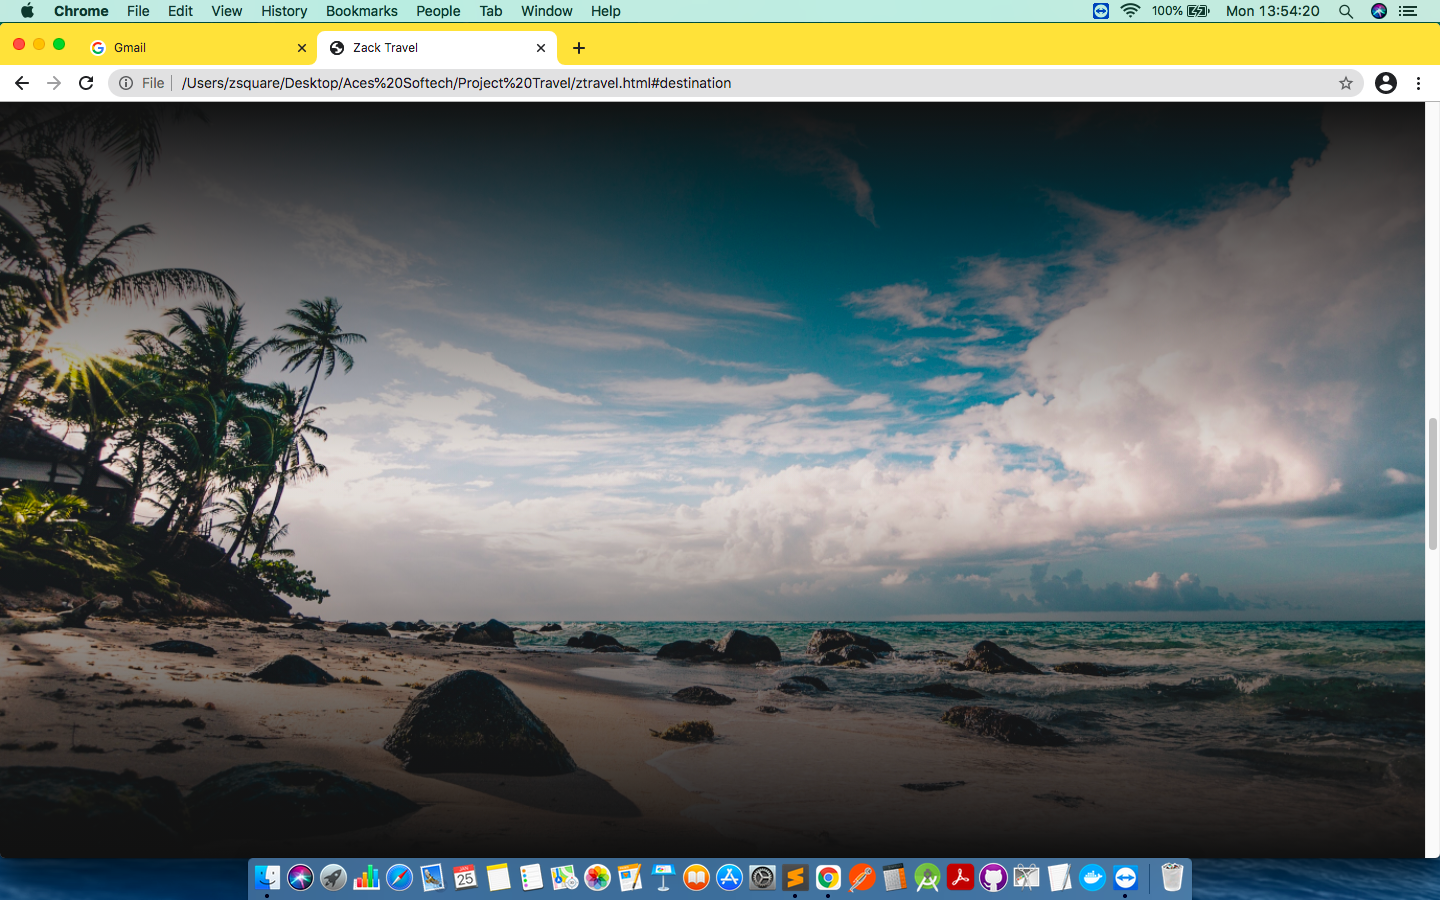 Chrome File Edit View History Bookmarks People Tab Window Help 100% Mon 13:54:20
Gmail Zack Travel
File /Users/zsquare/Desktop/Aces%20Softech/Project%20Travel/ztravel.html#destination
JAN
25